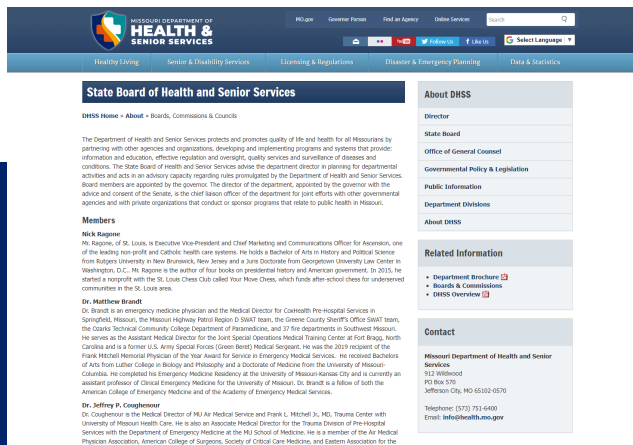 MISSOURI DEPARTMENT OF
HEALTH &
SENIOR SERVICES
MO.gov Governor Parson Find an Agency Online Services Search
You Tube Follow Us Like Us Select Language
Healthy Living Senior & Disability Services Licensing & Regulations Disaster & Emergency Planning Data & Statistics
State Board of Health and Senior Services
DHSS Home » About » Boards, Commissions & Councils
The Department of Health and Senior Services protects and promotes quality of life and health for all Missourians by
partnering with other agencies and organizations, developing and implementing programs and systems that provide:
information and education, effective regulation and oversight, quality services and surveillance of diseases and
conditions. The State Board of Health and Senior Services advise the department director in planning for departmental
activities and acts in an advisory capacity regarding rules promulgated by the Department of Health and Senior Services.
Board members are appointed by the governor. The director of the department, appointed by the governor with the
advice and consent of the Senate, is the chief liaison officer of the department for joint efforts with other governmental
agencies and with private organizations that conduct or sponsor programs that relate to public health in Missouri.
Members
Nick Ragone
Mr. Ragone, of St. Louis, is Executive Vice-President and Chief Marketing and Communications Officer for Ascension, one
of the leading non-profit and Catholic health care systems. He holds a Bachelor of Arts in History and Political Science
from Rutgers University in New Brunswick, New Jersey and a Juris Doctorate from Georgetown University Law Center in
Washington, D.C.. Mr. Ragone is the author of four books on presidential history and American government. In 2015, he
started a nonprofit with the St. Louis Chess Club called Your Move Chess, which funds after-school chess for underserved
communities in the St. Louis area.
Dr. Matthew Brandt
Dr. Brandt is an emergency medicine physician and the Medical Director for CoxHealth Pre-Hospital Services in
Springfield, Missouri, the Missouri Highway Patrol Region D SWAT team, the Greene County Sheriff's Office SWAT team,
the Ozarks Technical Community College Department of Paramedicine, and 37 fire departments in Southwest Missouri.
He serves as the Assistant Medical Director for the Joint Special Operations Medical Training Center at Fort Bragg, North
Carolina and is a former U.S. Army Special Forces (Green Beret) Medical Sergeant. He was the 2019 recipient of the
Frank Mitchell Memorial Physician of the Year Award for Service in Emergency Medical Services. He received Bachelors
of Arts from Luther College in Biology and Philosophy and a Doctorate of Medicine from the University of Missouri-
Columbia. He completed his Emergency Medicine Residency at the University of Missouri-Kansas City and is currently an
assistant professor of Clinical Emergency Medicine for the University of Missouri. Dr. Brandt is a fellow of both the
American College of Emergency Medicine and of the Academy of Emergency Medical Services.
Dr. Jeffrey P. Coughenour
Dr. Coughenour is the Medical Director of MU Air Medical Service and Frank L, Mitchell Jr., MD, Trauma Center with
University of Missouri Health Care. He is also an Associate Medical Director for the Trauma Division of Pre-Hospital
Services with the Department of Emergency Medicine at the MU School of Medicine. He is a member of the Air Medical
Physician Association, American College of Surgeons, Society of Critical Care Medicine, and Eastern Association for the
About DHSS
Director
State Board
Office of General Counsel
Governmental Policy & Legislation
Public Information
Department Divisions
About DHSS
Related Information
Department Brochure
Boards & Commissions
DHSS Overview
Contact
Missouri Department of Health and Senior
Services
912 Wildwood
PO Box 570
Jefferson City, MO 65102-0570
Telephone: (573) 751-6400
Email: info@health.mo.gov